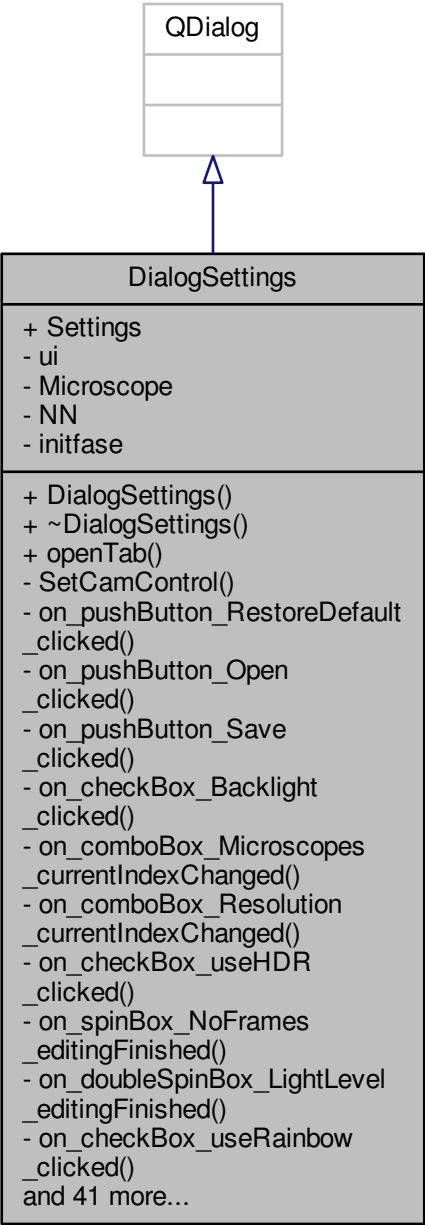 QDialog
DialogSettings
+ Settings
- ui
- Microscope
- NN
- initfase
+ DialogSettings()
+ ~DialogSettings()
+ openTab()
- SetCamControl()
- on_pushButton_RestoreDefault
_clicked()
- on_pushButton_Open
_clicked()
- on_pushButton_Save
_clicked()
- on_checkBox_Backlight
_clicked()
- on_comboBox_Microscopes
_currentIndexChanged()
- on_comboBox_Resolution
_currentIndexChanged()
- on_checkBox_useHDR
_clicked()
- on_spinBox_NoFrames
_editingFinished()
- on_doubleSpinBox_LightLevel
_editingFinished()
- on_checkBox_useRainbow
_clicked()
and 41 more...